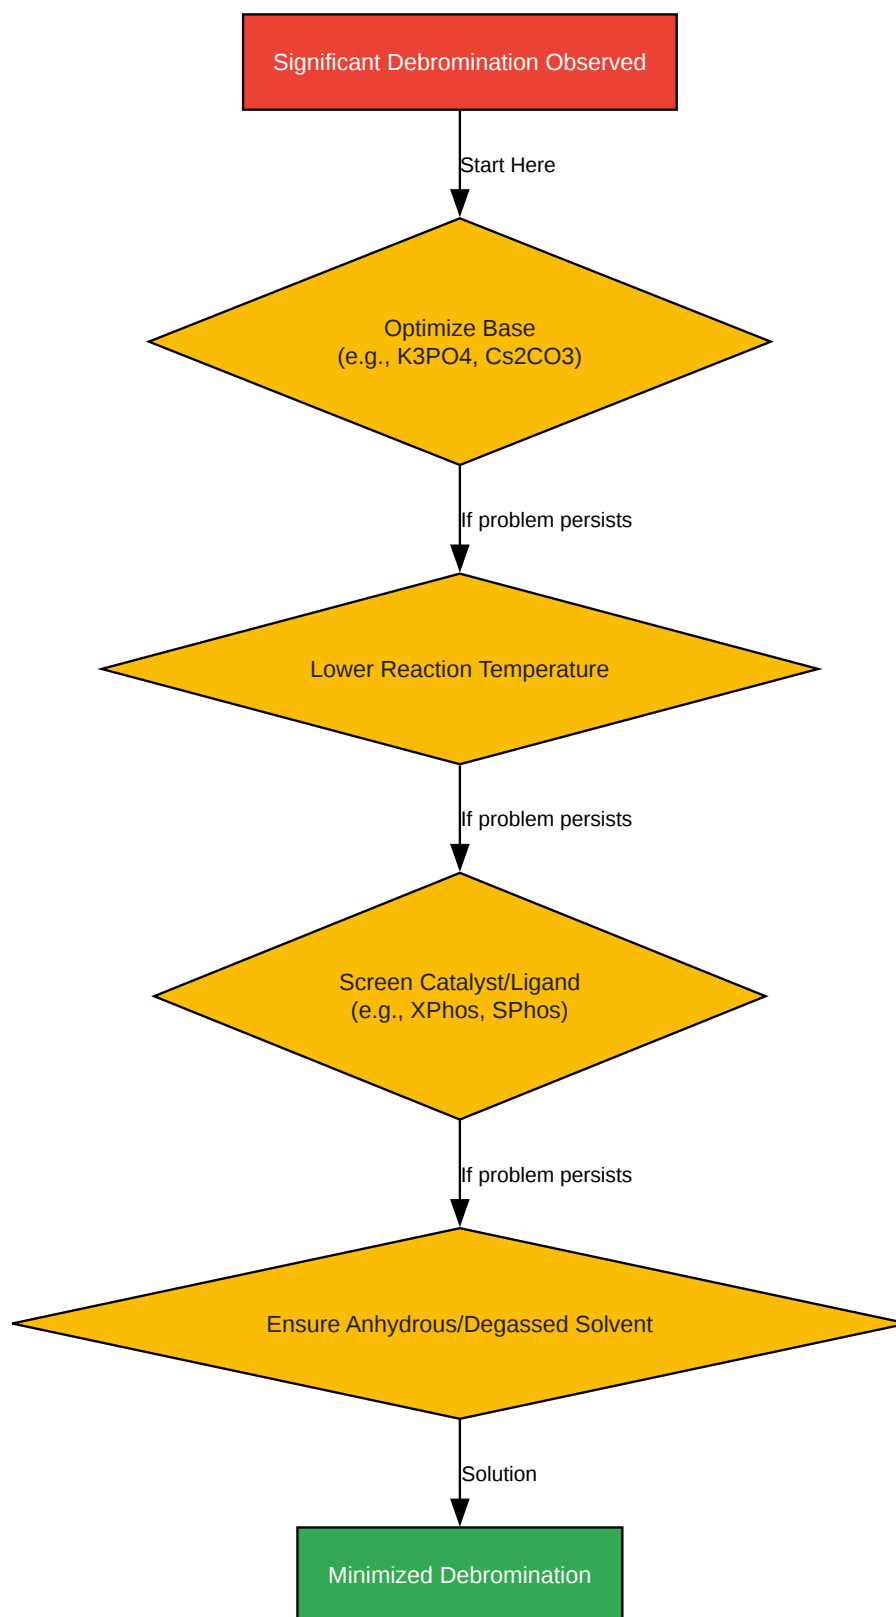 Significant Debromination Observed
Start Here
Optimize Base
(e.g., K3PO4, Cs2CO3)
If problem persists
Lower Reaction Temperature
If problem persists
Screen Catalyst/Ligand
(e.g., XPhos, SPhos)
If problem persists
Ensure Anhydrous/Degassed Solvent
Solution
Minimized Debromination